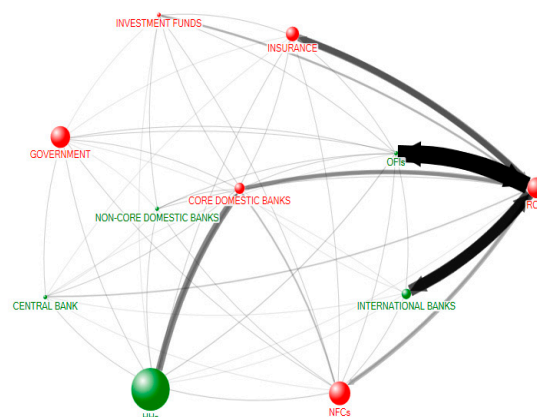 INVESTMENT FUNDS
INSURANCE
GOVERNMENT
OFIs
CORE DOMESTIC BANKS
NON-CORE DOMESTIC BANKS
CENTRAL BANK
INTERNATIONAL BANKS
NFCs